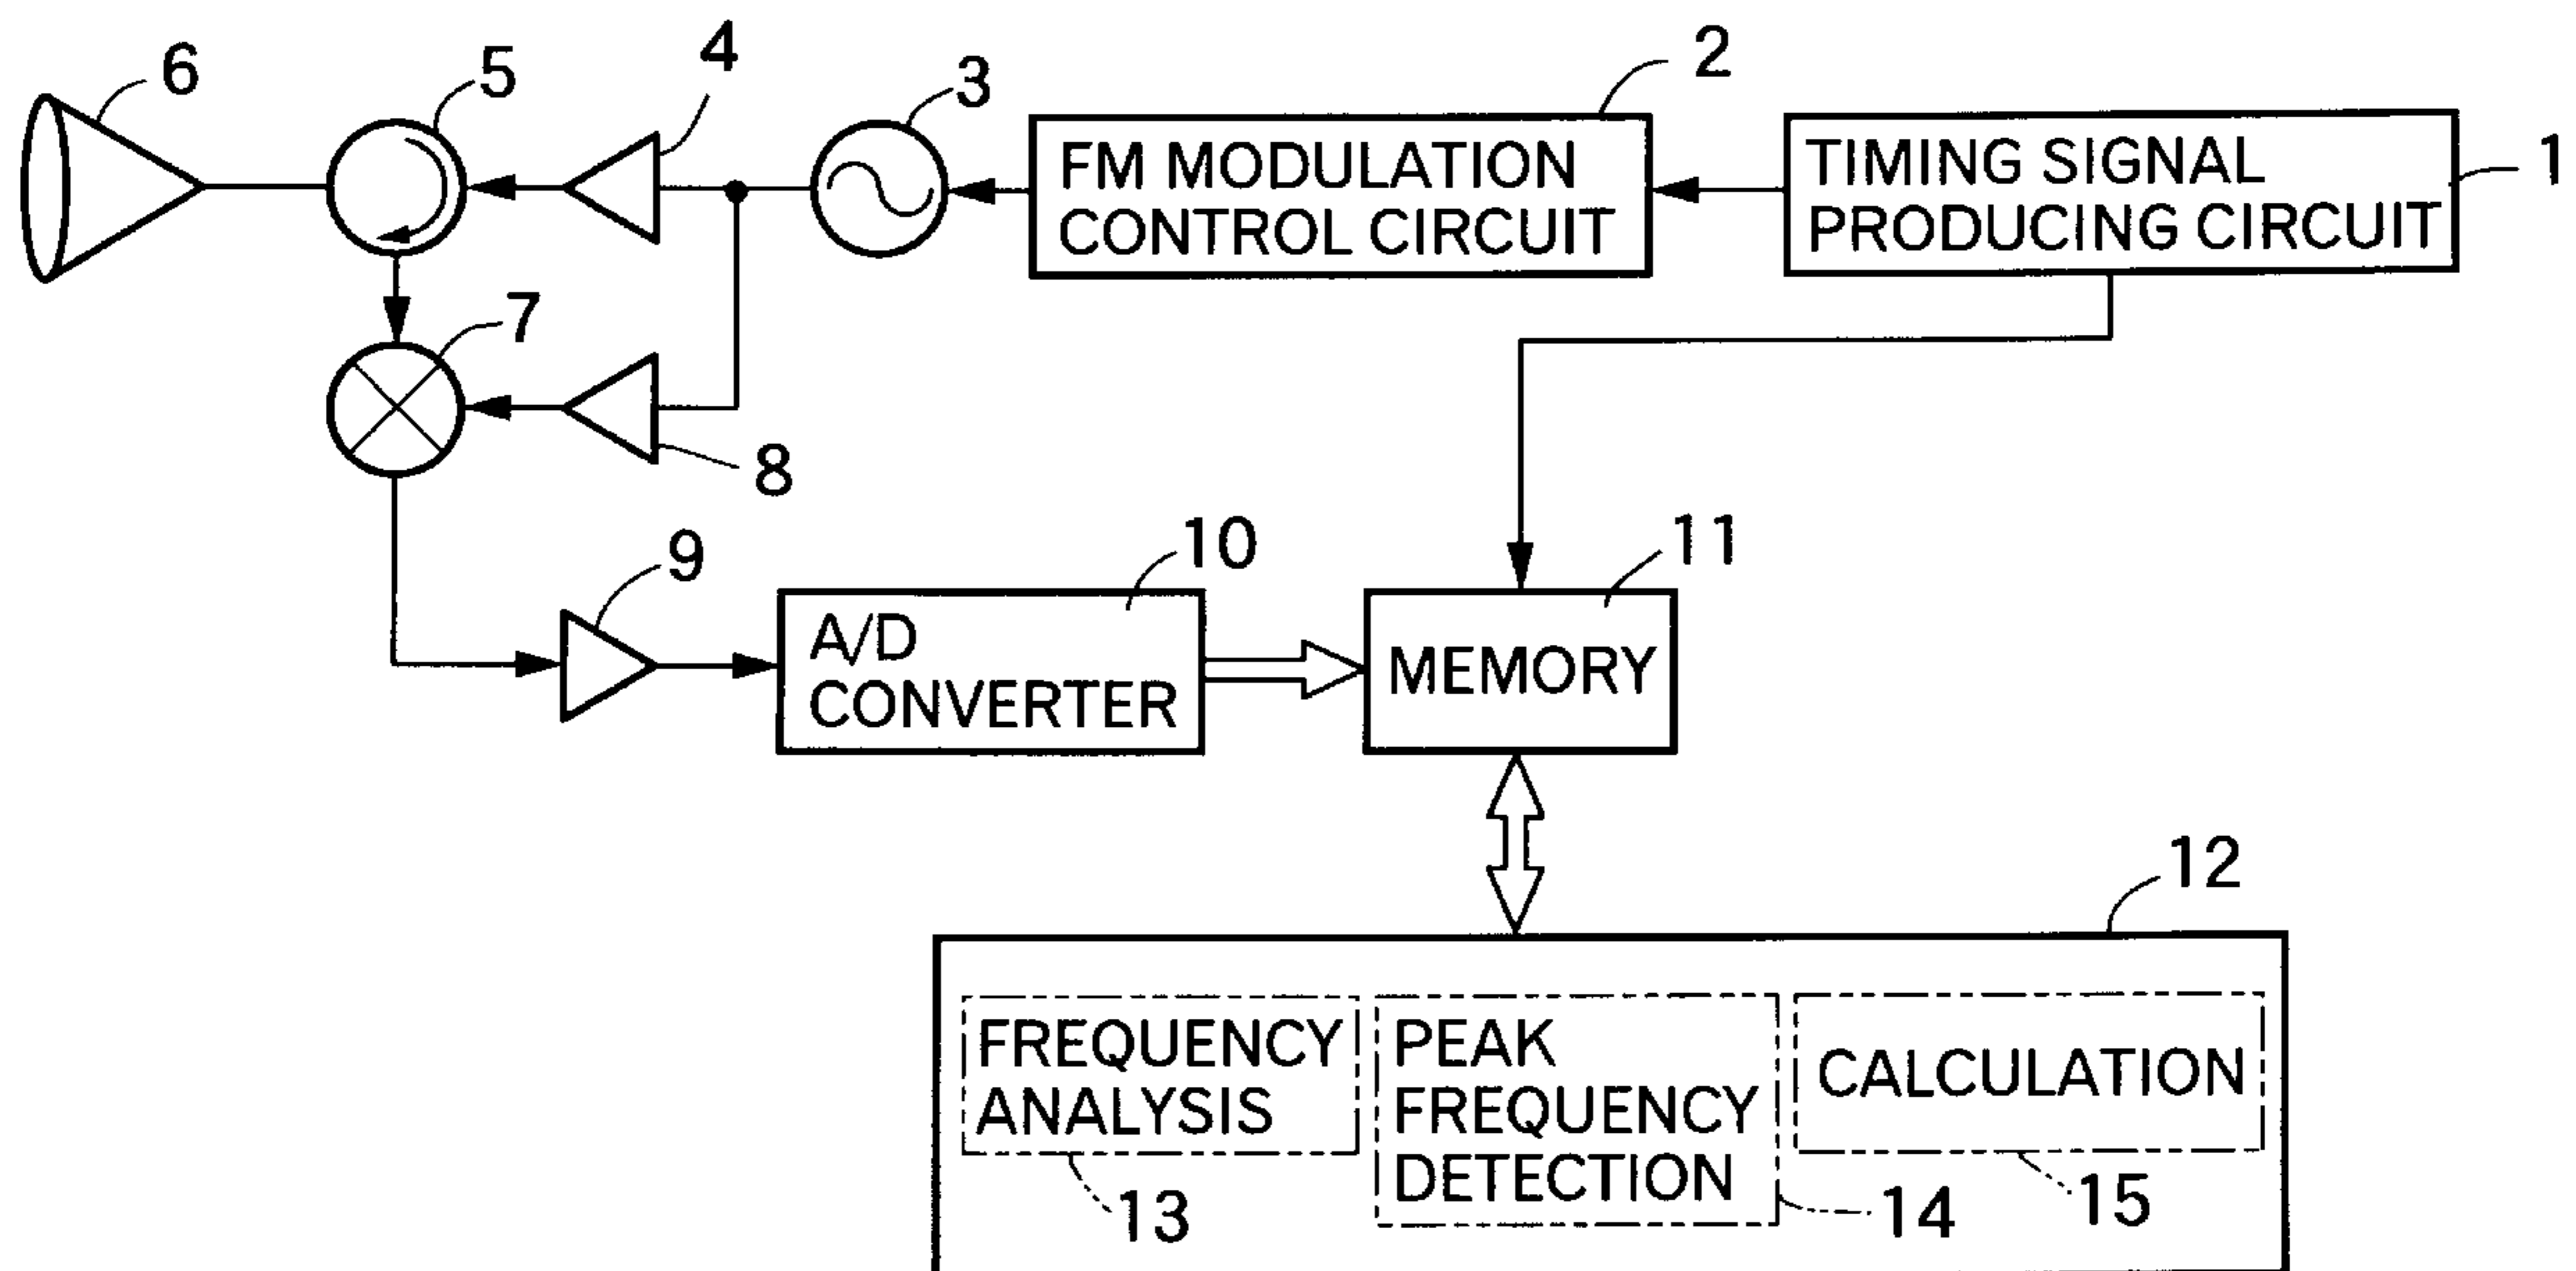 6
5
4
3
2
1
FM MODULATION
CONTROL CIRCUIT
TIMING SIGNAL
PRODUCING CIRCUIT
7
8
9
10
11
A/D
CONVERTER
MEMORY
12
FREQUENCY
ANALYSIS
PEAK
FREQUENCY
DETECTION
CALCULATION
13
14
15